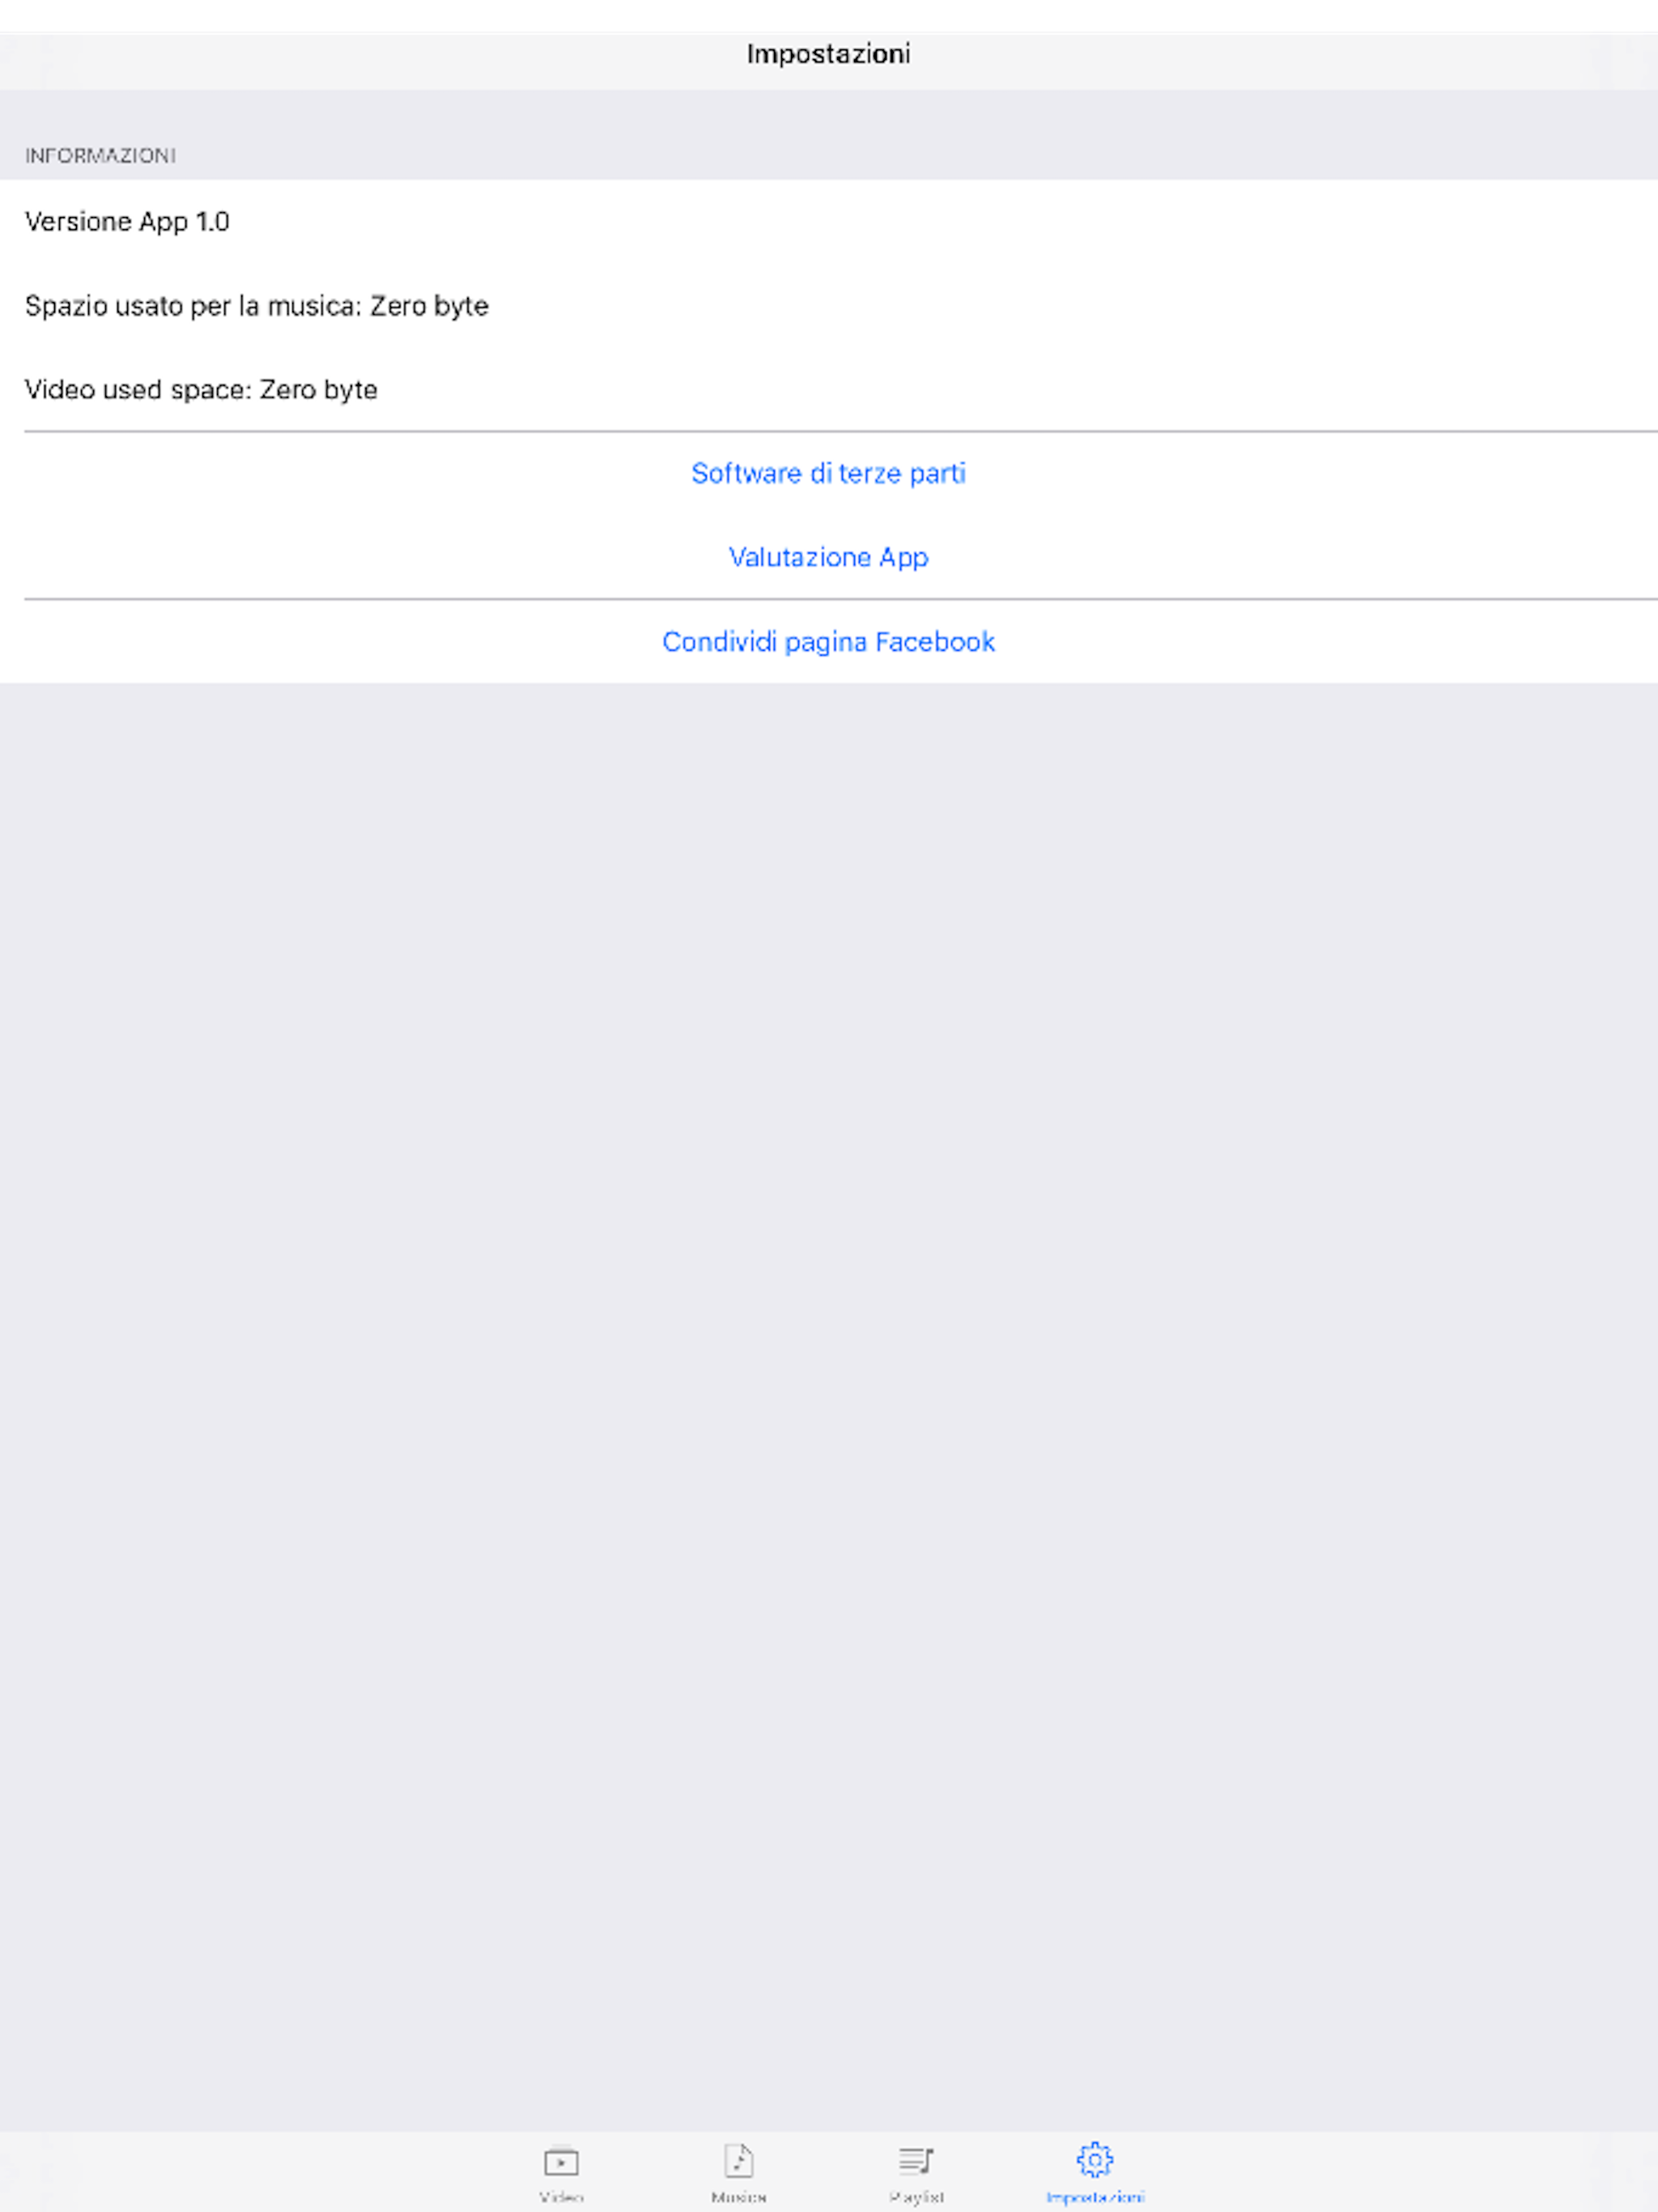 Impostazioni
INFORMAZIONI
Versione App 1.0
Spazio usato per la musica: Zero byte
Video used space: Zero byte
Software di terze parti
Valutazione App
Condividi pagina Facebook
Video
Musica
Playlist
Impostazioni